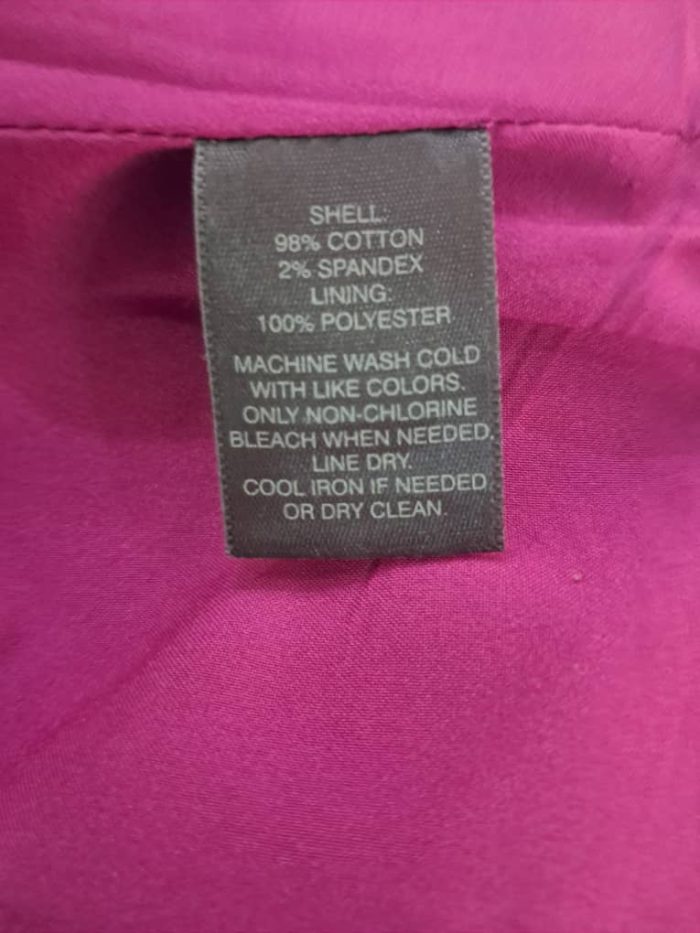 SHELL:
98% COTTON
2% SPANDEX
LINING:
100% POLYESTER
MACHINE WASH COLD
WITH LIKE COLORS.
ONLY NON-CHLORINE
BLEACH WHEN NEEDED.
LINE DRY.
COOL IRON IF NEEDED
OR DRY CLEAN.